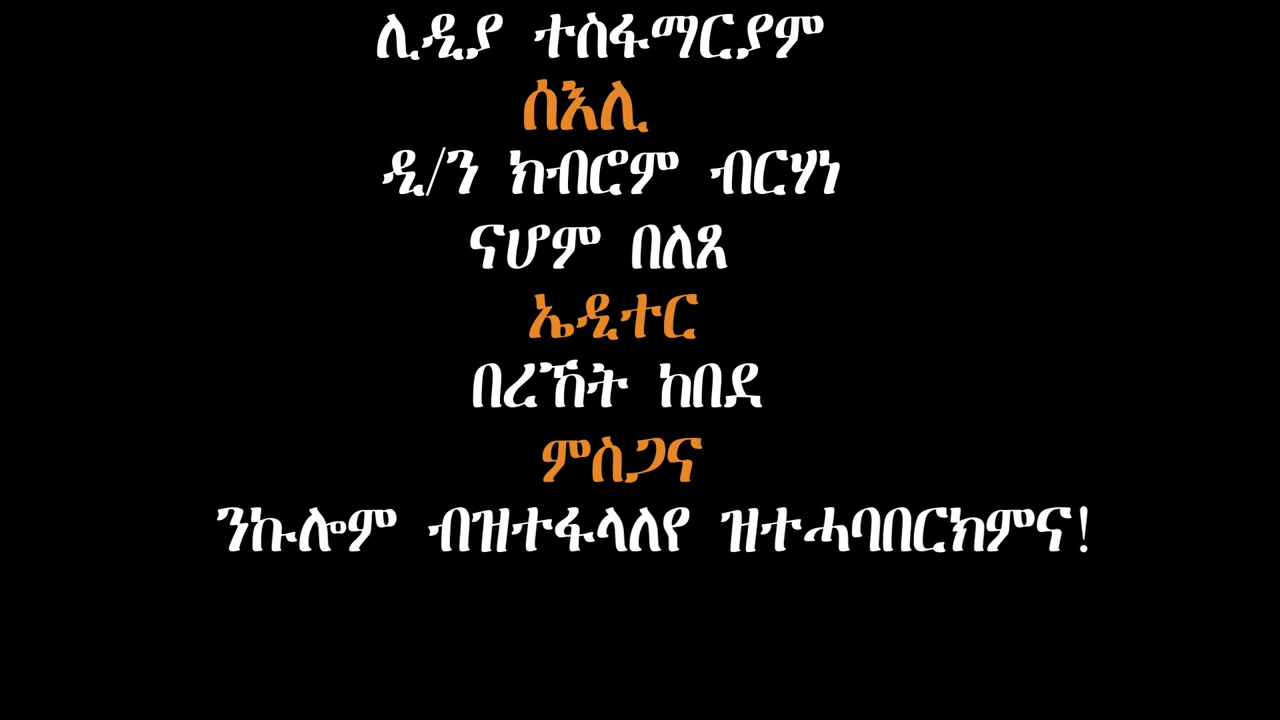 ሊዲያ ተስፋማርያም
ሰእሊ
ዲ/ን ክብሮም ብርሃነ
ናሆም በለጸ
ኤዲተር
በረኸት ከበደ
ምስጋና
ንኩሎም ብዝተፋላለየ ዝተሓባበርክምና!